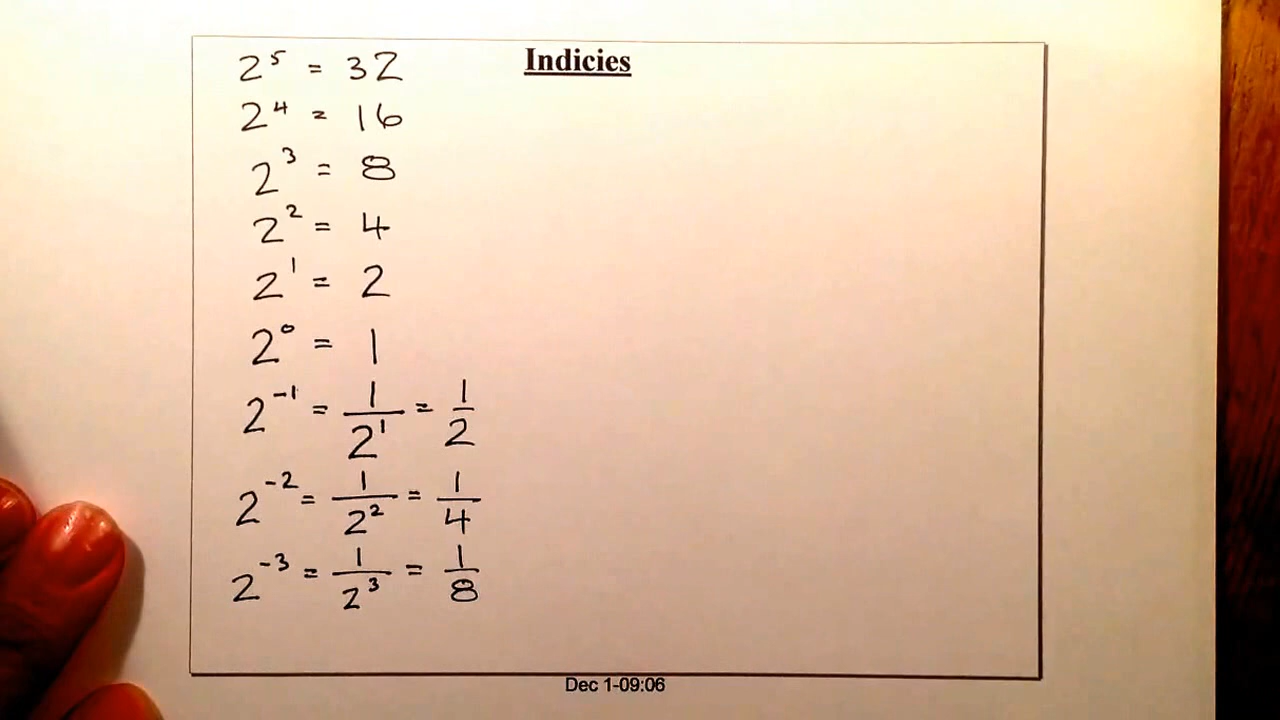 Indicies
2⁵ = 32
2⁴ = 16
2³ = 8
2² = 4
2¹ = 2
2⁰ = 1
2⁻¹ = 1/2¹ = 1/2
2⁻² = 1/2² = 1/4
2⁻³ = 1/2³ = 1/8
Dec 1-09:06